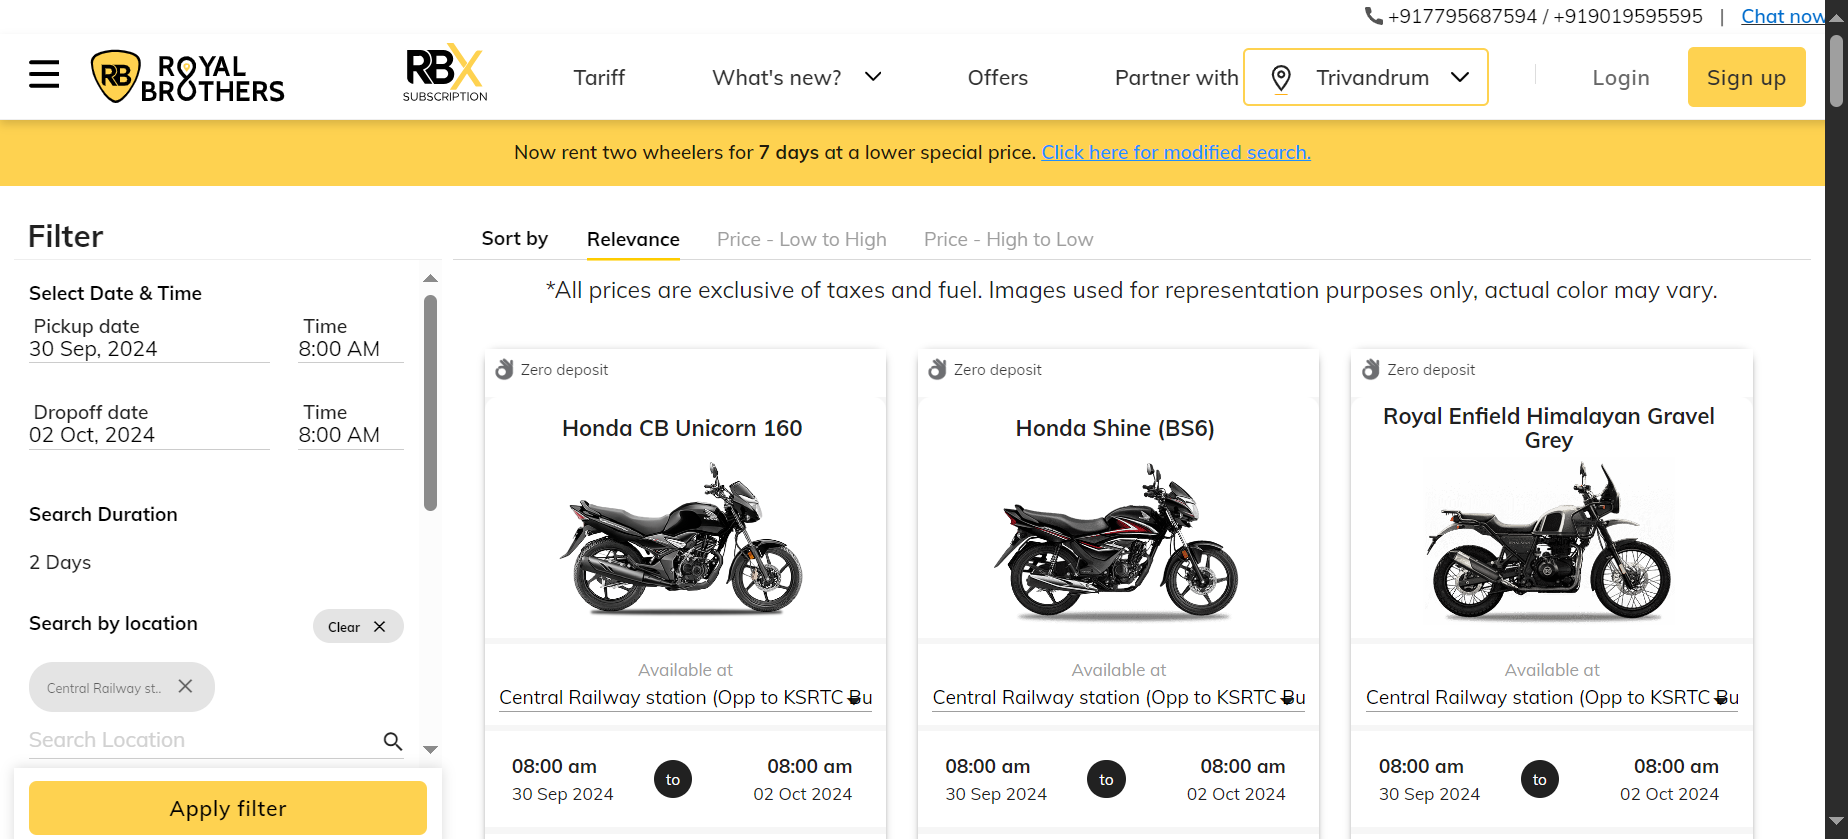 +917795687594 / +919019595595 | Chat now
RB ROYAL BROTHERS
RBX SUBSCRIPTION
Tariff
What's new?
Offers
Partner with
Trivandrum
Login
Sign up
Now rent two wheelers for 7 days at a lower special price. Click here for modified search.
Filter
Select Date & Time
Pickup date
Time
30 Sep, 2024
8:00 AM
Dropoff date
Time
02 Oct, 2024
8:00 AM
Search Duration
2 Days
Search by location
Clear
Central Railway st..
Search Location
Apply filter
Sort by
Relevance
Price - Low to High
Price - High to Low
*All prices are exclusive of taxes and fuel. Images used for representation purposes only, actual color may vary.
Zero deposit
Honda CB Unicorn 160
Available at
Central Railway station (Opp to KSRTC Bu
08:00 am
to
08:00 am
30 Sep 2024
02 Oct 2024
Zero deposit
Honda Shine (BS6)
Available at
Central Railway station (Opp to KSRTC Bu
08:00 am
to
08:00 am
30 Sep 2024
02 Oct 2024
Zero deposit
Royal Enfield Himalayan Gravel
Grey
Available at
Central Railway station (Opp to KSRTC Bu
08:00 am
to
08:00 am
30 Sep 2024
02 Oct 2024